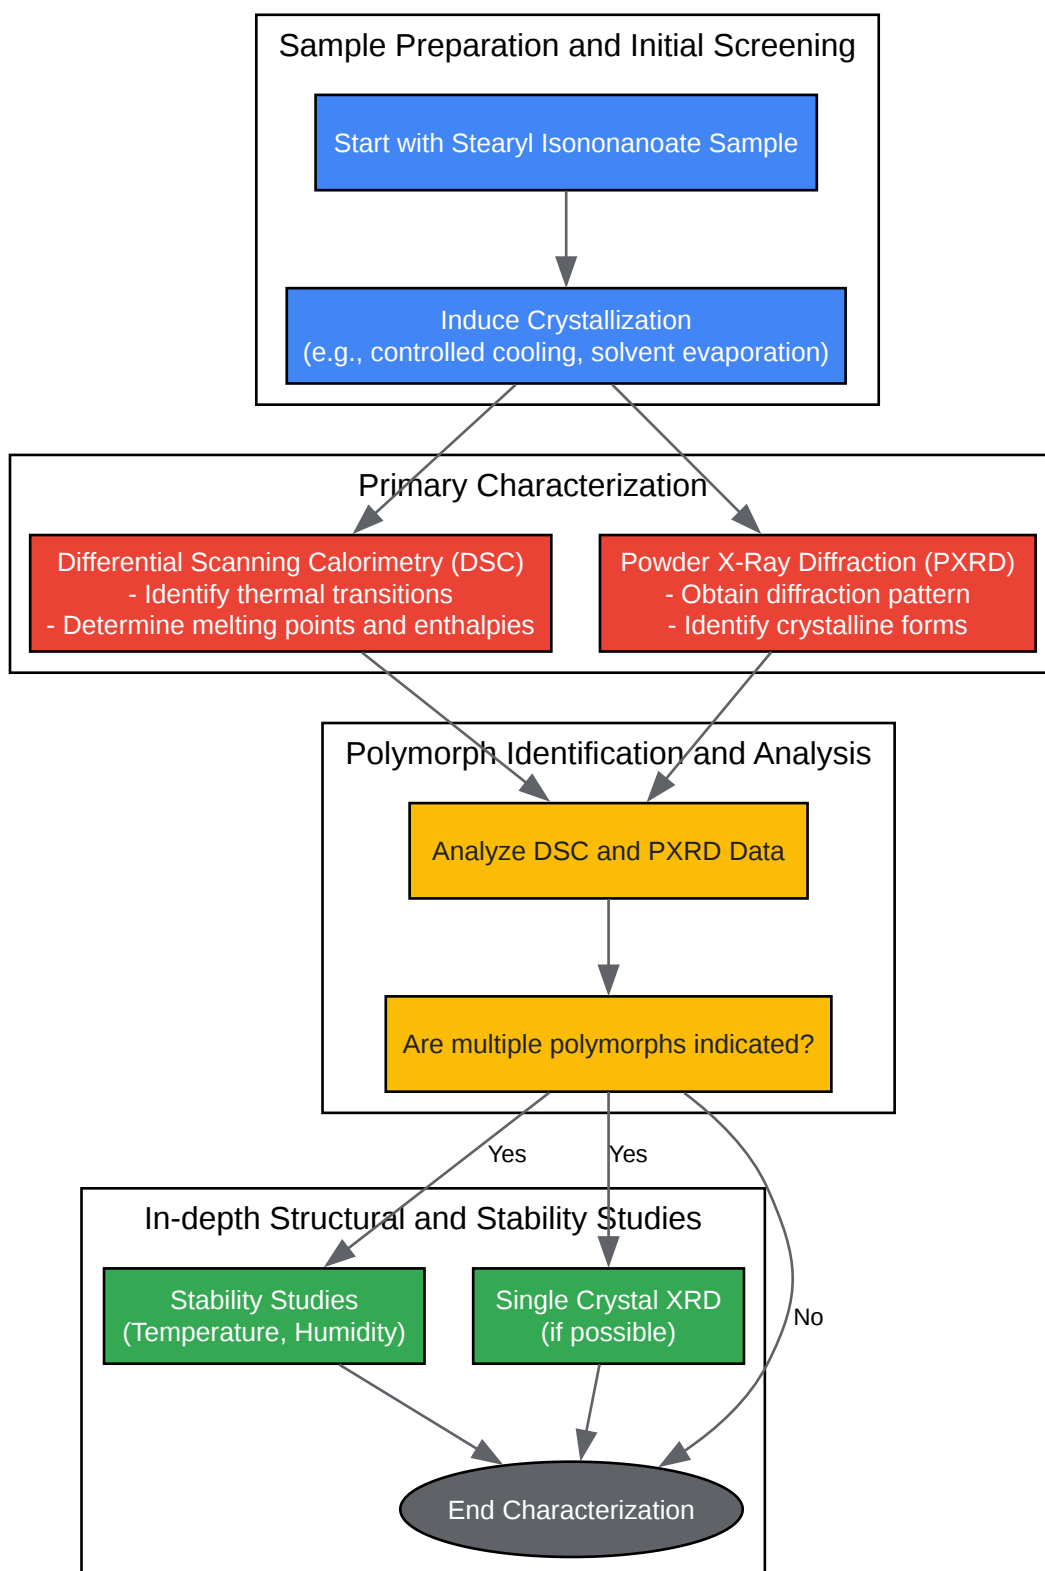 Sample Preparation and Initial Screening
Start with Stearyl Isononanoate Sample
Induce Crystallization
(e.g., controlled cooling, solvent evaporation)
Primary Characterization
Differential Scanning Calorimetry (DSC)
- Identify thermal transitions
- Determine melting points and enthalpies
Powder X-Ray Diffraction (PXRD)
- Obtain diffraction pattern
- Identify crystalline forms
Polymorph Identification and Analysis
Analyze DSC and PXRD Data
Are multiple polymorphs indicated?
Yes
Yes
In-depth Structural and Stability Studies
Stability Studies
(Temperature, Humidity)
Single Crystal XRD
(if possible)
No
End Characterization